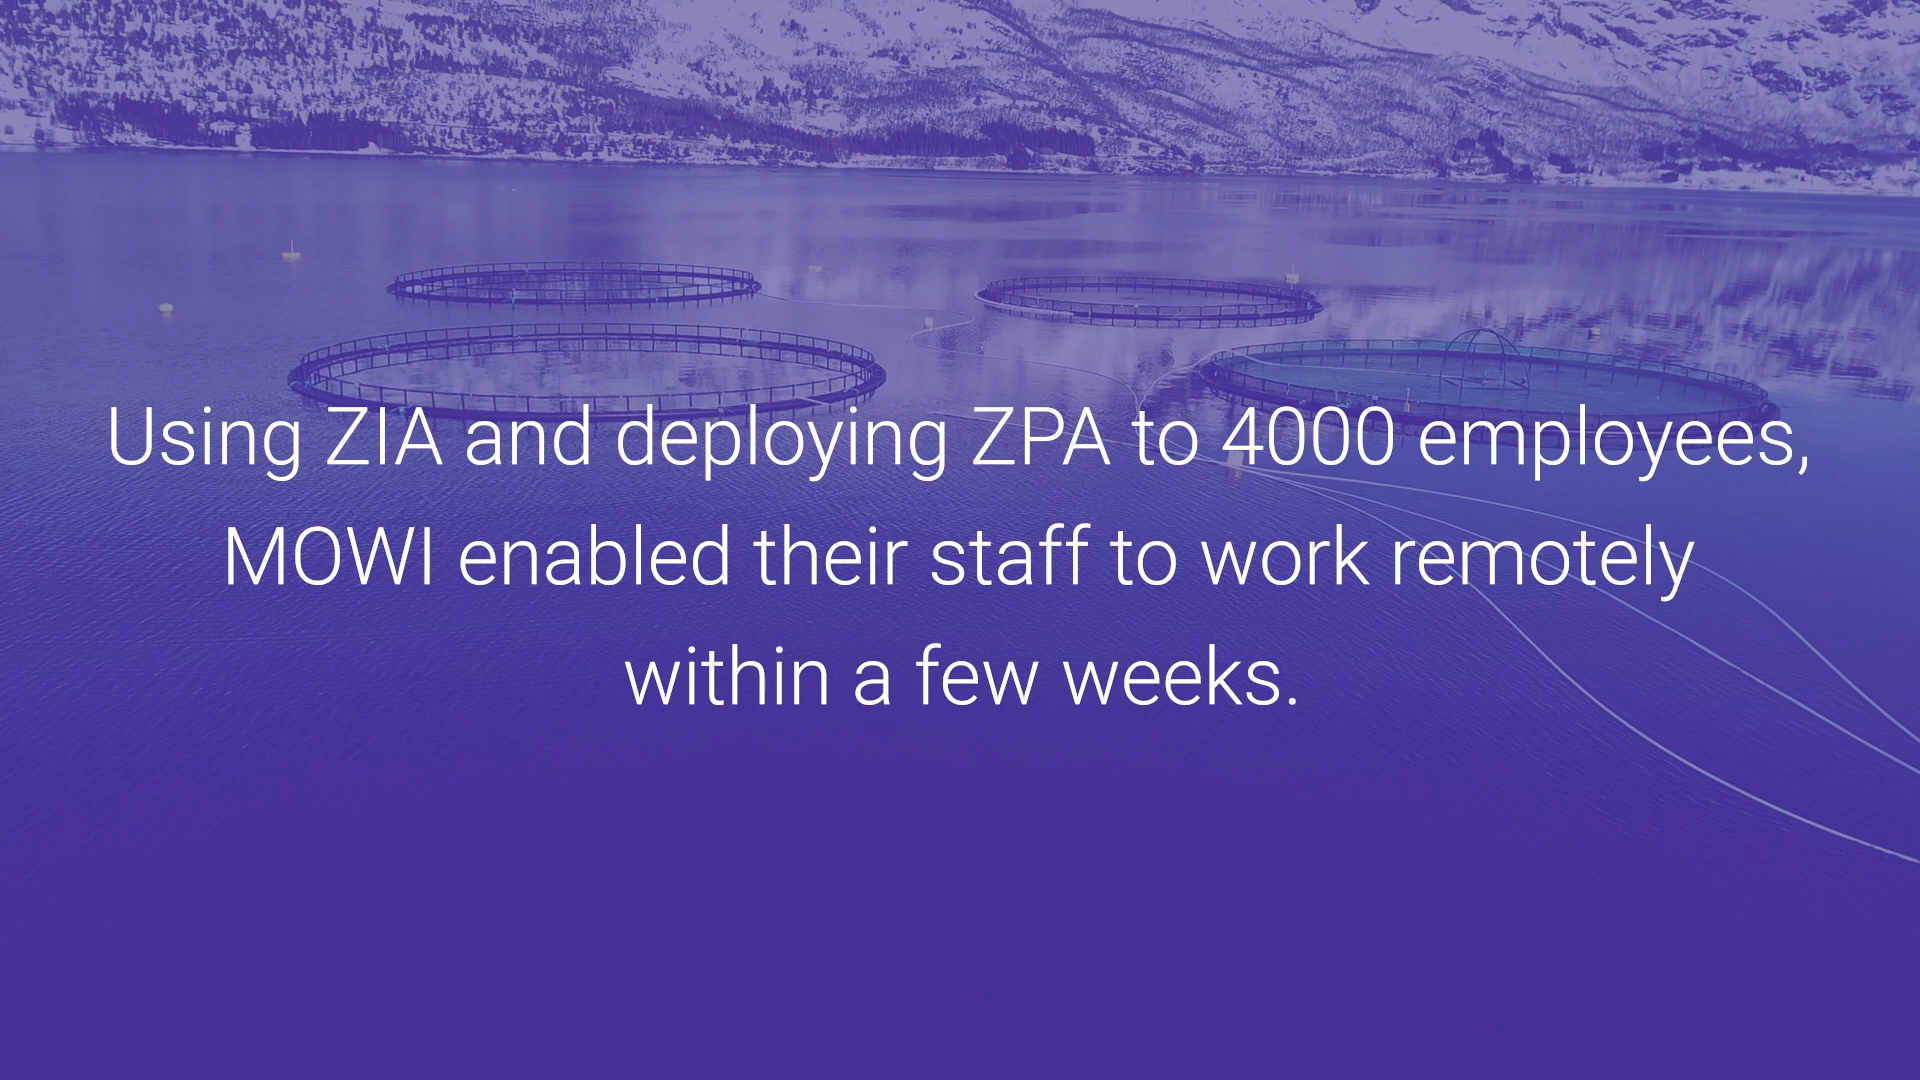 Using ZIA and deploying ZPA to 4000 employees,
MOWI enabled their staff to work remotely
within a few weeks.